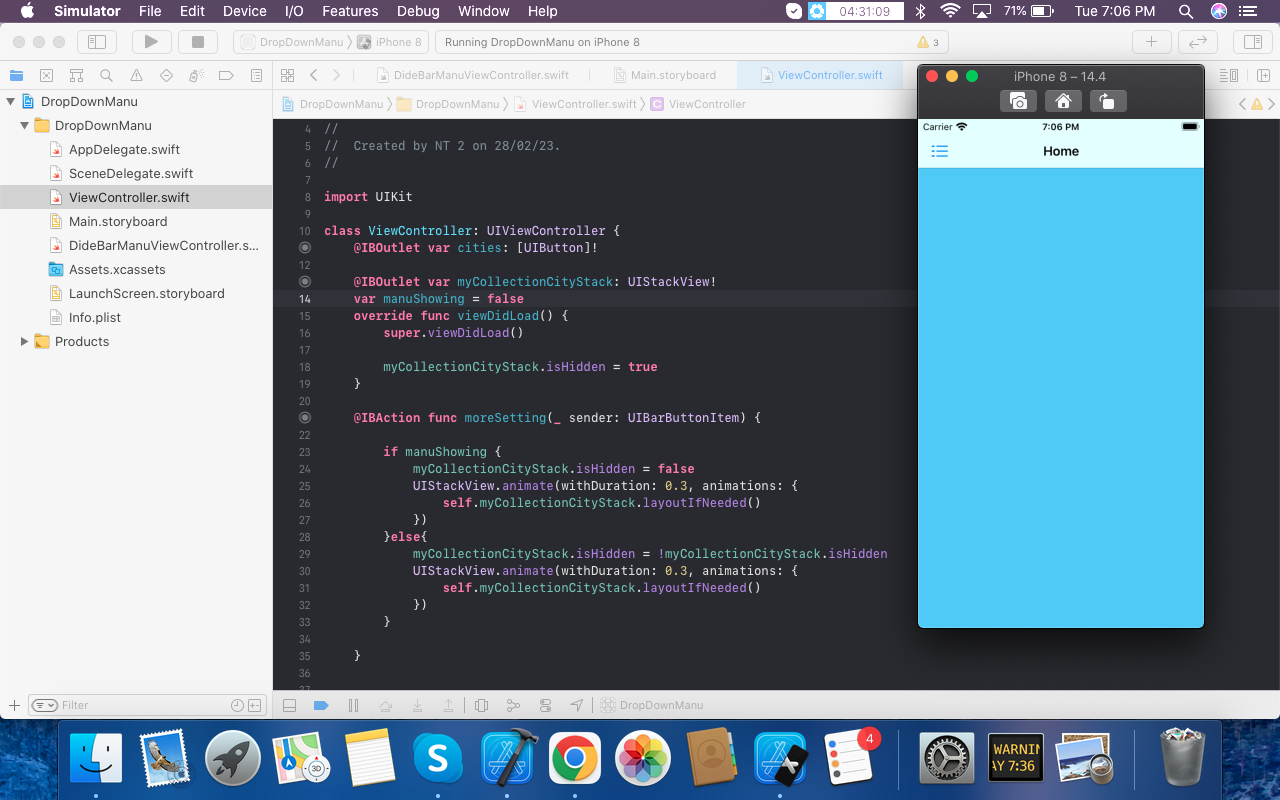 Simulator File Edit Device I/O Features Debug Window Help 04:31:09 71% Tue 7:06 PM
DropDownManu iPhone 8 Running DropDownManu on iPhone 8 3
DideBarManuViewController.swift Main.storyboard ViewController.swift
DropDownManu DropDownManu ViewController.swift C ViewController
DropDownManu
DropDownManu
AppDelegate.swift
SceneDelegate.swift
ViewController.swift
Main.storyboard
DideBarManuViewController.s...
Assets.xcassets
LaunchScreen.storyboard
Info.plist
Products
4 //
5 //  Created by NT 2 on 28/02/23.
6 //
7
8 import UIKit
9
10 class ViewController: UIViewController {
@IBOutlet var cities: [UIButton]!
12
@IBOutlet var myCollectionCityStack: UIStackView!
14 var manuShowing = false
15 override func viewDidLoad() {
16 super.viewDidLoad()
17
18 myCollectionCityStack.isHidden = true
19 }
20
@IBAction func moreSetting(_ sender: UIBarButtonItem) {
22
23 if manuShowing {
24 myCollectionCityStack.isHidden = false
25 UIStackView.animate(withDuration: 0.3, animations: {
26 self.myCollectionCityStack.layoutIfNeeded()
27 })
28 }else{
29 myCollectionCityStack.isHidden = !myCollectionCityStack.isHidden
30 UIStackView.animate(withDuration: 0.3, animations: {
31 self.myCollectionCityStack.layoutIfNeeded()
32 })
33 }
34
35 }
36
iPhone 8 – 14.4
Carrier 7:06 PM
Home
Filter
DropDownManu
3D
S
4
WARNIN
AY 7:36